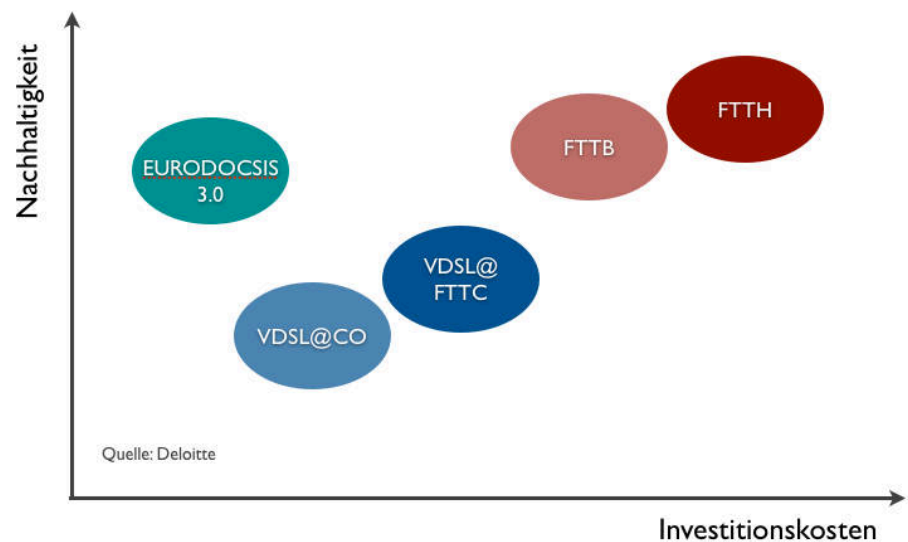 Nachhaltigkeit
FTTH
FTTB
EURODOCSIS
3.0
VDSL@
FTTC
VDSL@CO
Quelle: Deloitte
Investitionskosten